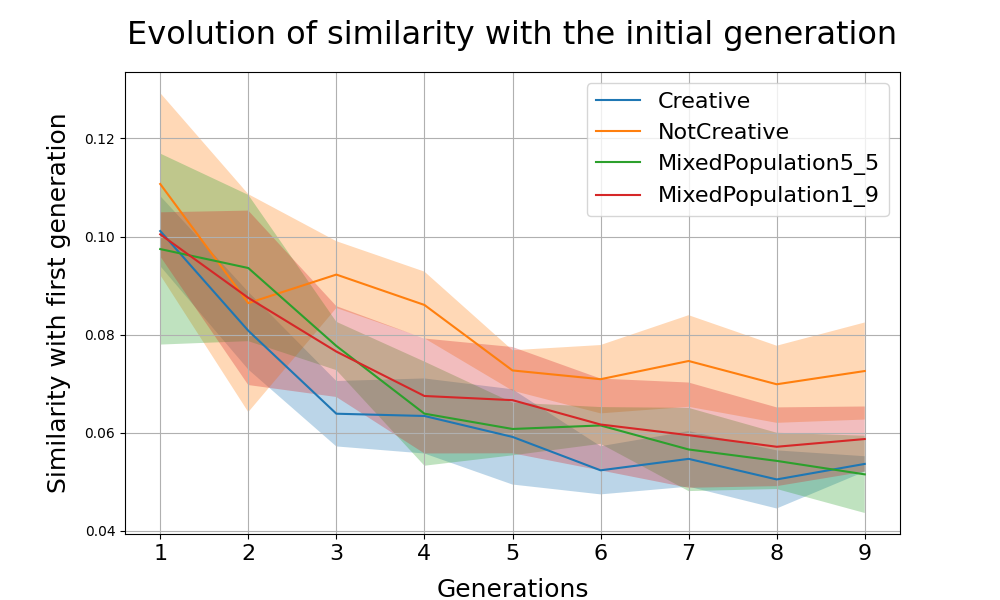 Evolution of similarity with the initial generation
Creative
NotCreative
MixedPopulation5_5
MixedPopulation1_9
Similarity with first generation
0.12
0.10
0.08
0.06
0.04
1 2 3 4 5 6 7 8 9
Generations